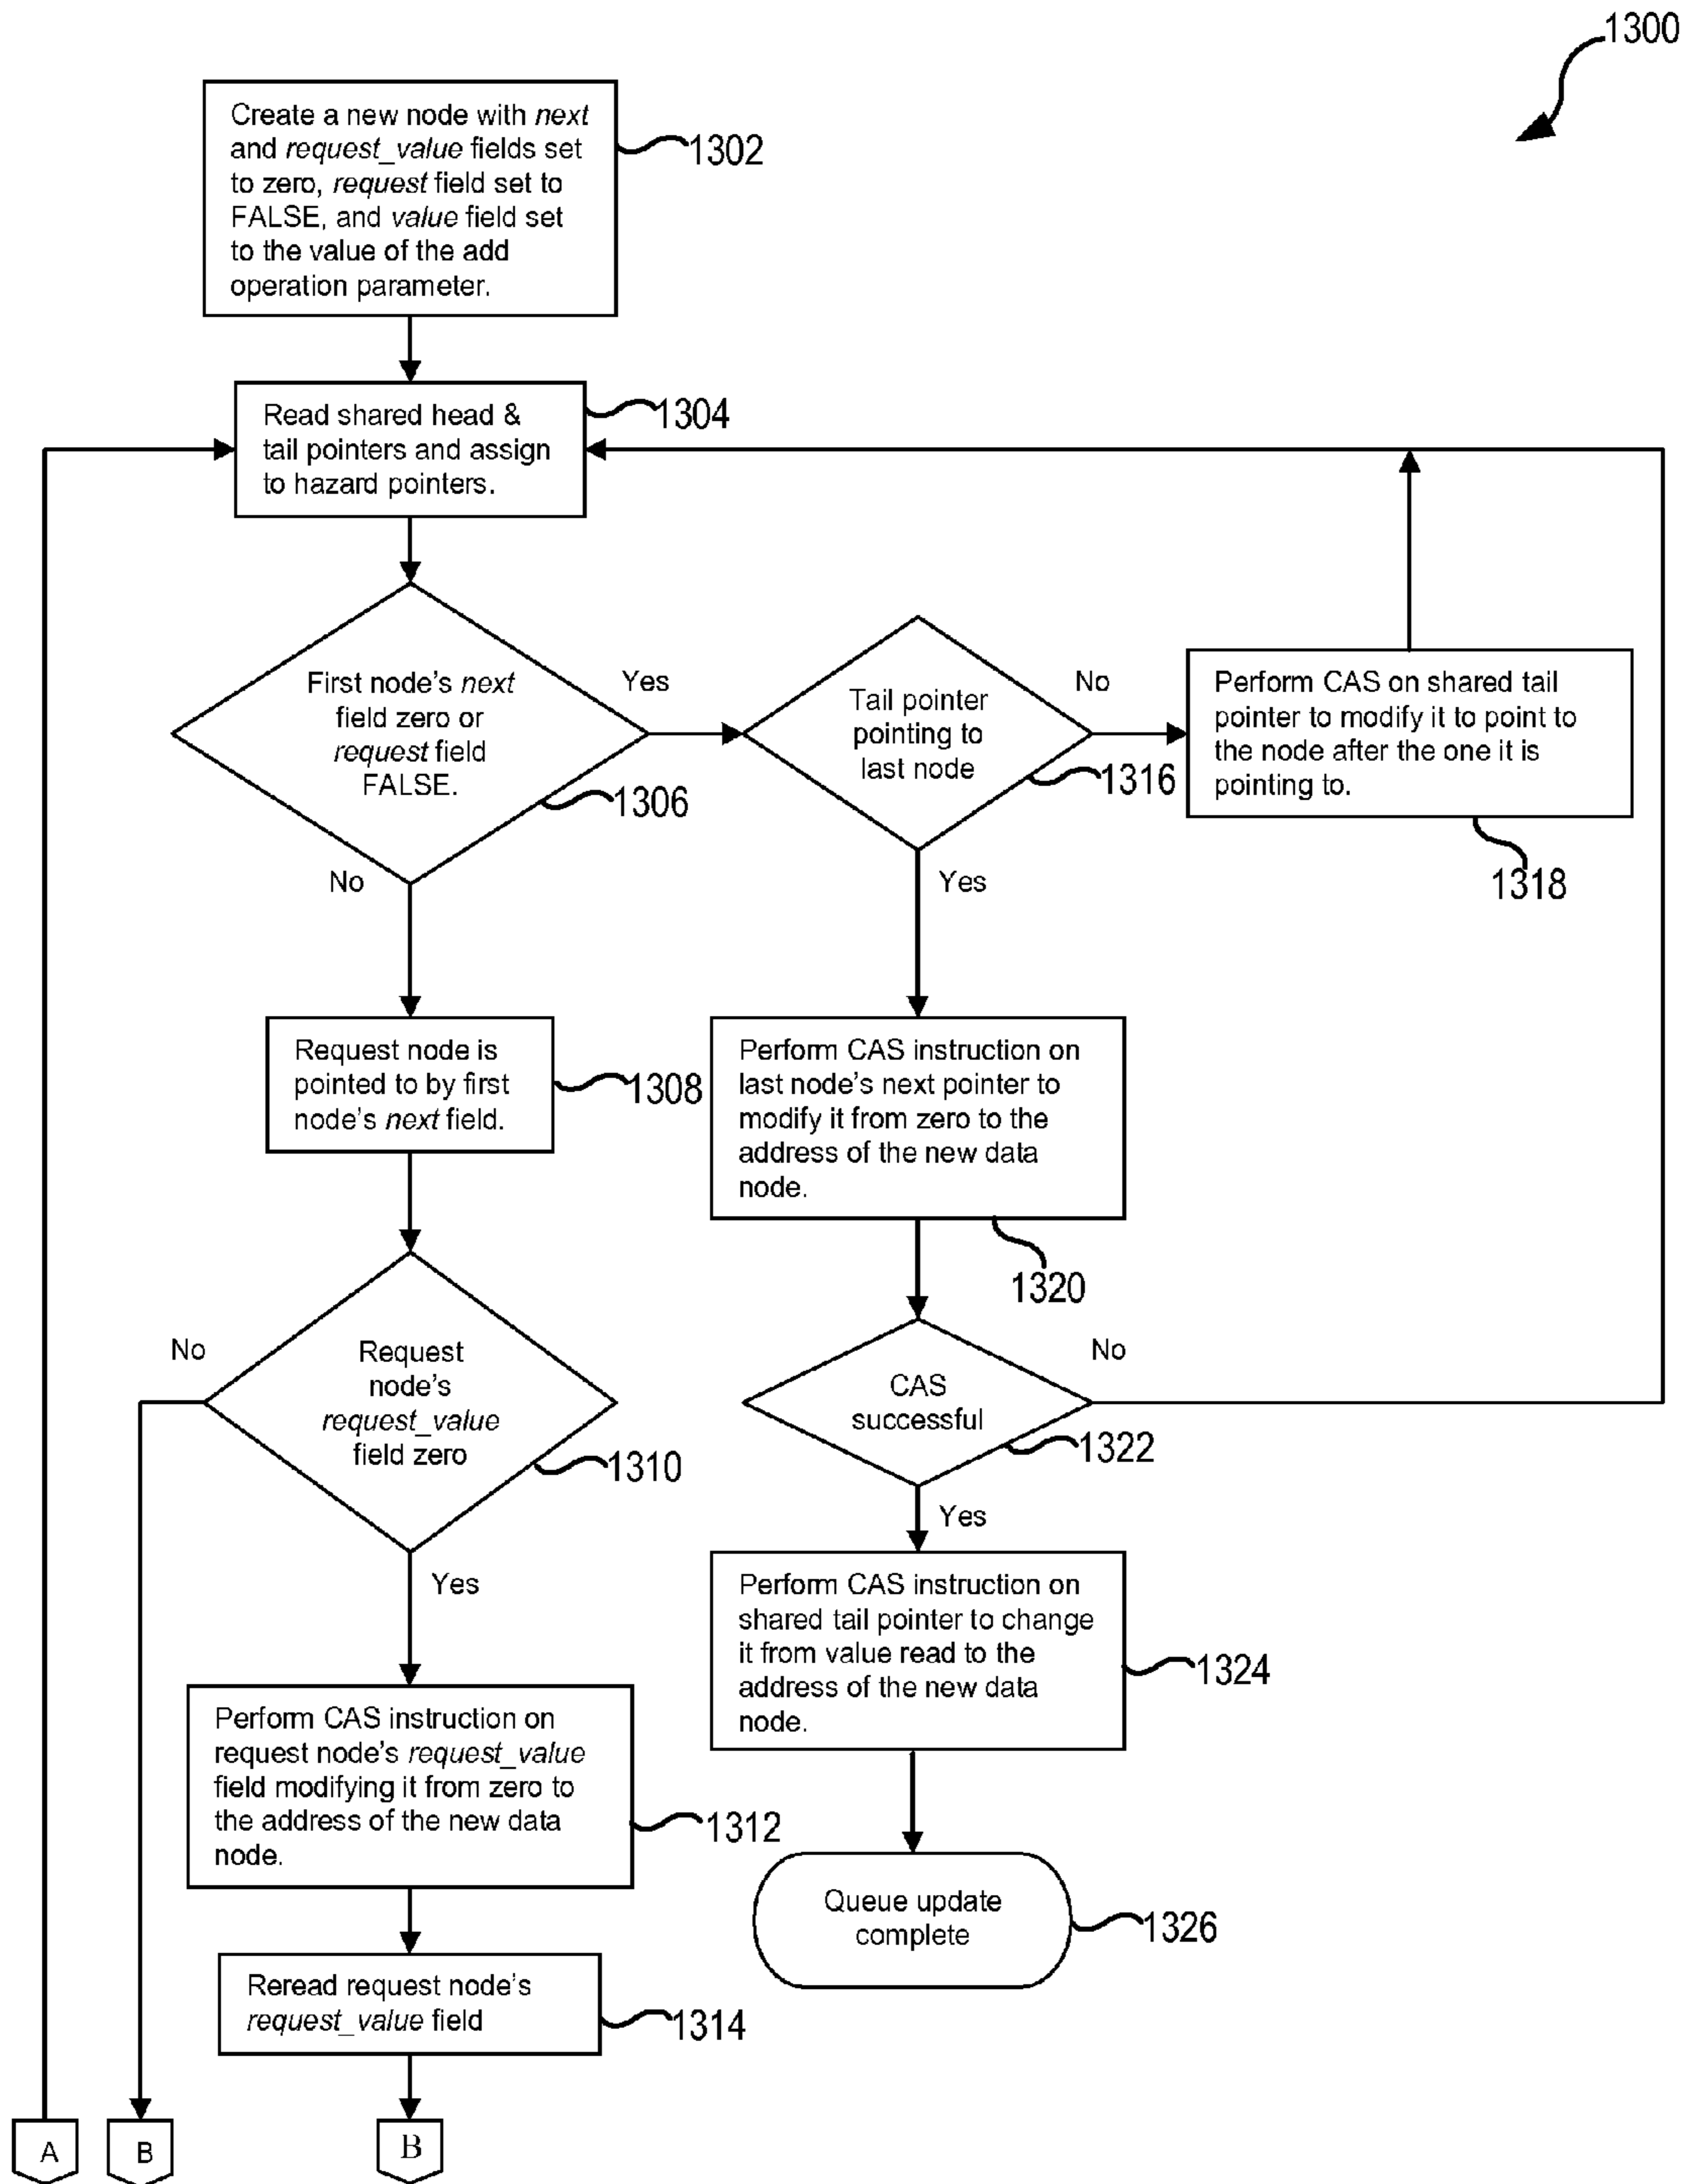 1300
Create a new node with next
and request_value fields set
to zero, request field set to
FALSE, and value field set
to the value of the add
operation parameter.
1302
Read shared head &
tail pointers and assign
to hazard pointers.
1304
First node's next
field zero or
request field
FALSE.
1306
Yes
No
Tail pointer
pointing to
last node
1316
No
Yes
Perform CAS on shared tail
pointer to modify it to point to
the node after the one it is
pointing to.
1318
Request node is
pointed to by first
node's next field.
1308
Perform CAS instruction on
last node's next pointer to
modify it from zero to the
address of the new data
node.
1320
No
Request
node's
request_value
field zero
1310
Yes
CAS
successful
1322
No
Yes
Perform CAS instruction on
shared tail pointer to change
it from value read to the
address of the new data
node.
1324
Perform CAS instruction on
request node's request_value
field modifying it from zero to
the address of the new data
node.
1312
Queue update
complete
1326
Reread request node's
request_value field
1314
A
B
B